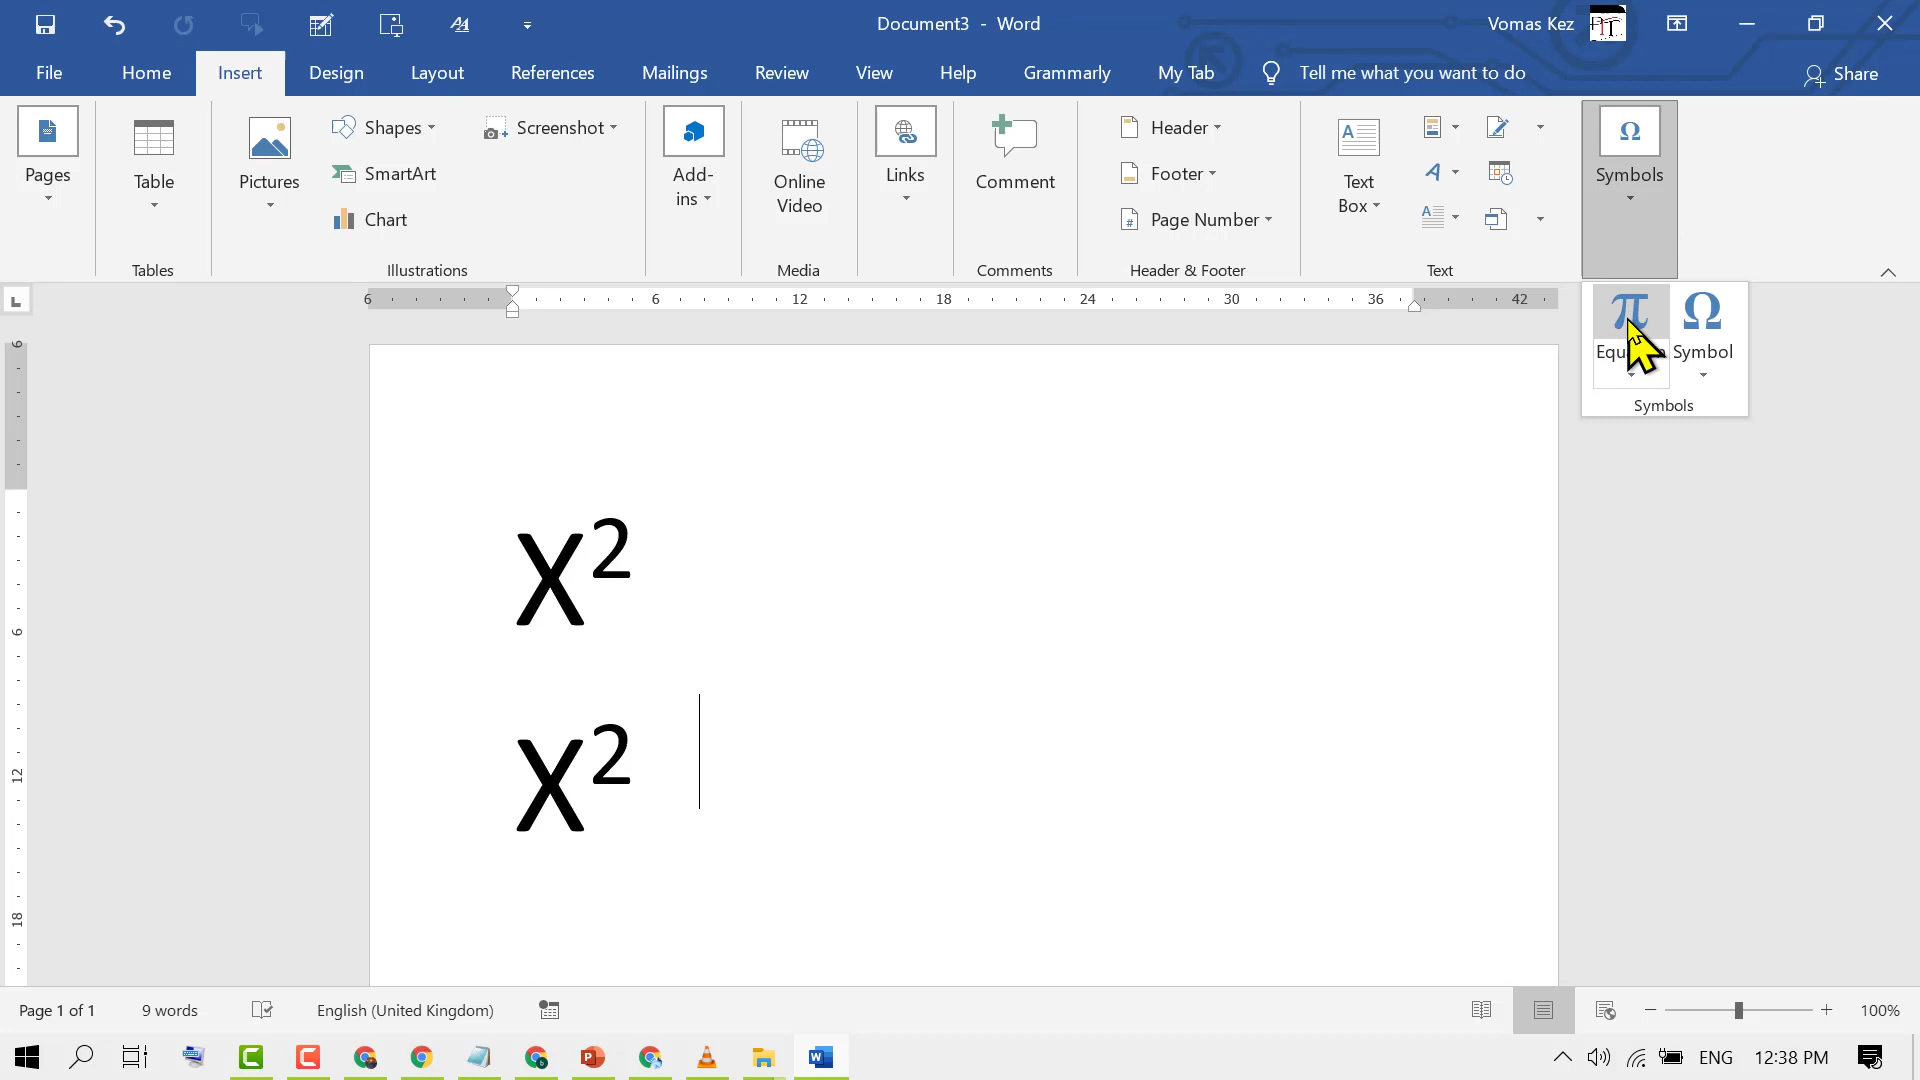 Document3 - Word
Vomas Kez
File Home Insert Design Layout References Mailings Review View Help Grammarly My Tab Tell me what you want to do Share
Pages
Table
Tables
Pictures
Shapes
SmartArt
Chart
Screenshot
Illustrations
Add-
ins
Online
Video
Media
Links
Comment
Comments
Header
Footer
Page Number
Header & Footer
Text
Box
Text
Symbols
6 6 12 18 24 30 36 42
Symbol
Symbols
6
6
12
18
X²
X²
Page 1 of 1 9 words English (United Kingdom) 100%
ENG 12:38 PM